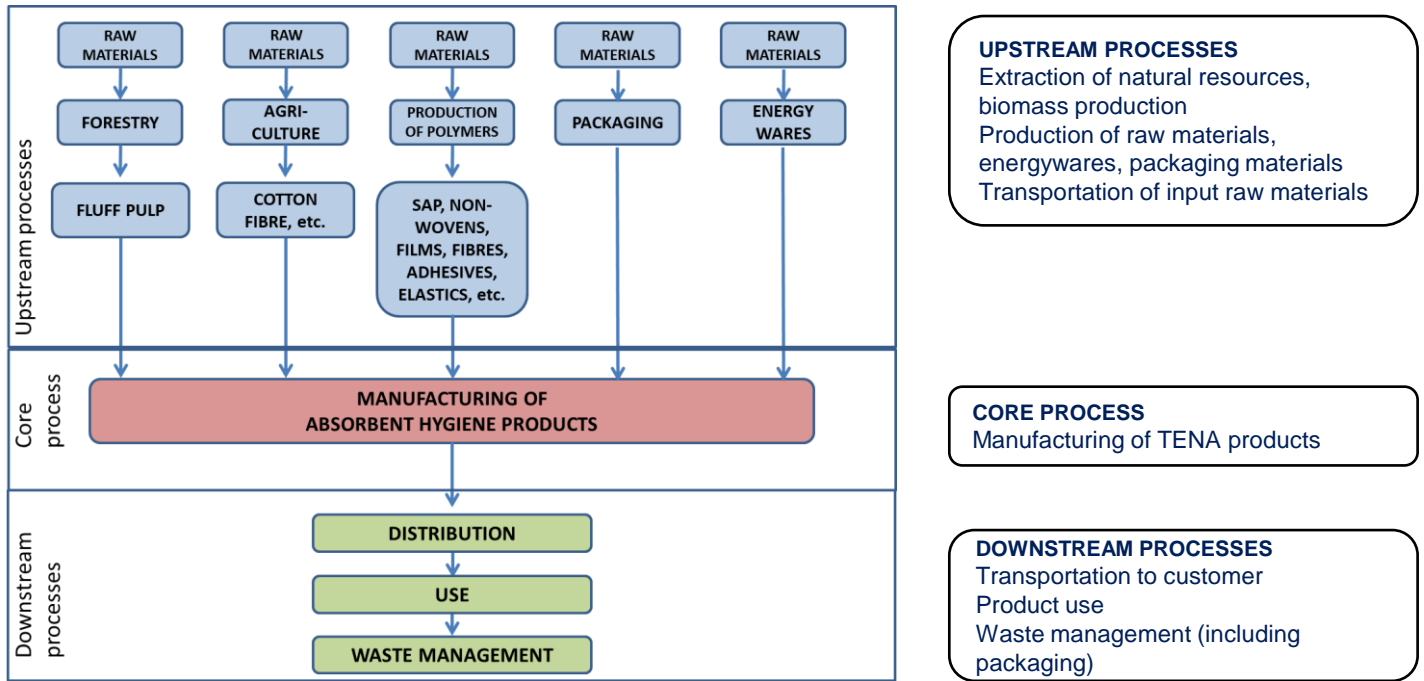 Upstream processes
RAW
MATERIALS
RAW
MATERIALS
RAW
MATERIALS
RAW
MATERIALS
RAW
MATERIALS
FORESTRY
AGRI-
CULTURE
PRODUCTION
OF POLYMERS
PACKAGING
ENERGY
WARES
FLUFF PULP
COTTON
FIBRE, etc.
SAP, NON-
WOVENS,
FILMS, FIBRES,
ADHESIVES,
ELASTICS, etc.
UPSTREAM PROCESSES
Extraction of natural resources,
biomass production
Production of raw materials,
energywares, packaging materials
Transportation of input raw materials
Core
process
MANUFACTURING OF
ABSORBENT HYGIENE PRODUCTS
CORE PROCESS
Manufacturing of TENA products
Downstream
processes
DISTRIBUTION
USE
WASTE MANAGEMENT
DOWNSTREAM PROCESSES
Transportation to customer
Product use
Waste management (including
packaging)